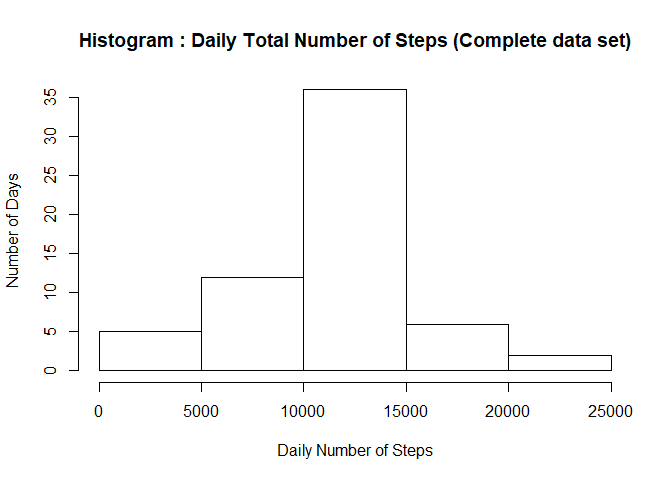 Histogram : Daily Total Number of Steps (Complete data set)
35
30
25
20
15
10
5
0
Number of Days
0 5000 10000 15000 20000 25000
Daily Number of Steps